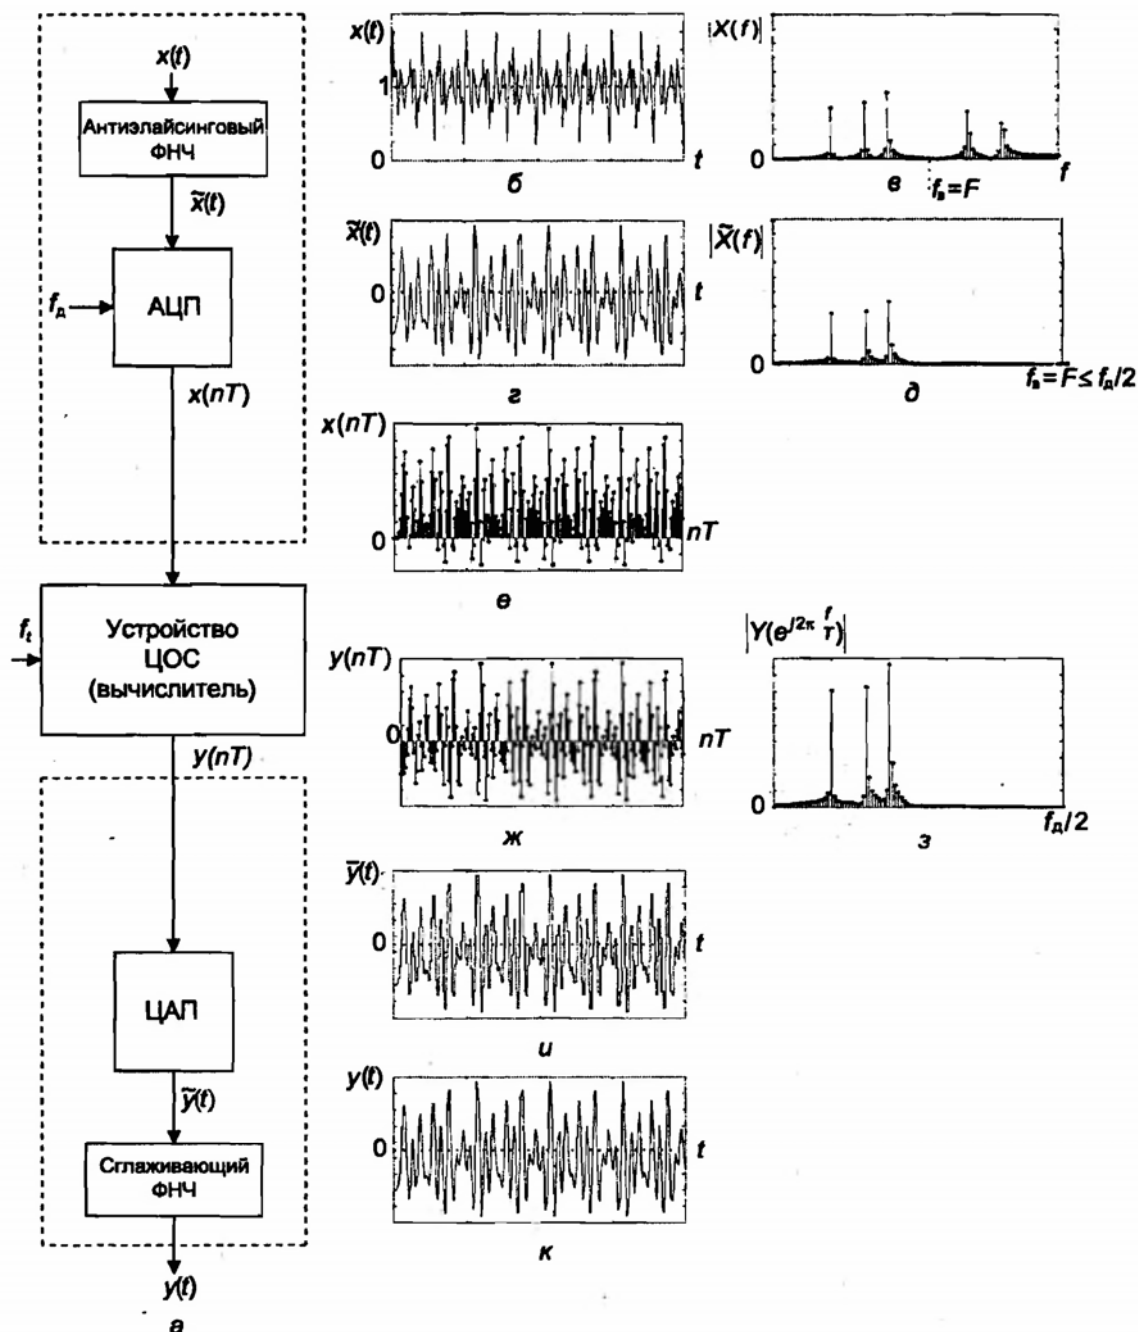 x(t)
Антиэлайсинговый
ФНЧ
x̃(t)
f_д
АЦП
x(nT)
f_t
Устройство
ЦОС
(вычислитель)
y(nT)
ЦАП
ỹ(t)
Сглаживающий
ФНЧ
y(t)
а
x(t)
1
0
t
б
|X(f)|
0
f
в
f_в = F
x̃(t)
0
t
г
|X̃(f)|
0
f_в = F ≤ f_д/2
д
x(nT)
0
nT
е
y(nT)
0
nT
ж
|Y(e^{j2π f/T})|
0
f_д/2
з
ȳ(t)
0
t
и
y(t)
0
t
к